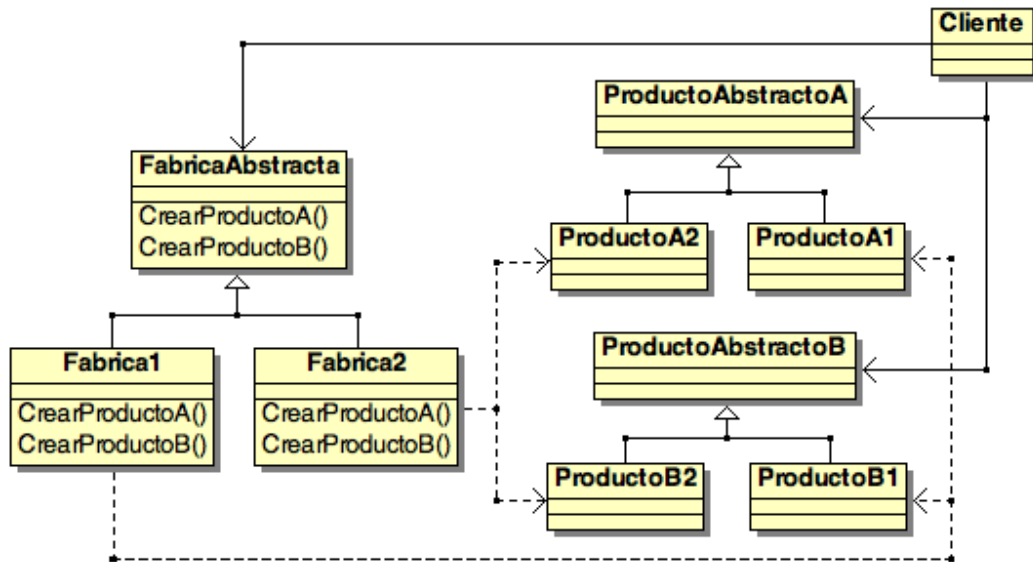 Cliente
ProductoAbstractoA
FabricaAbstracta
CrearProductoA()
CrearProductoB()
ProductoA2
ProductoA1
Fabrica1
CrearProductoA()
CrearProductoB()
Fabrica2
CrearProductoA()
CrearProductoB()
ProductoAbstractoB
ProductoB2
ProductoB1